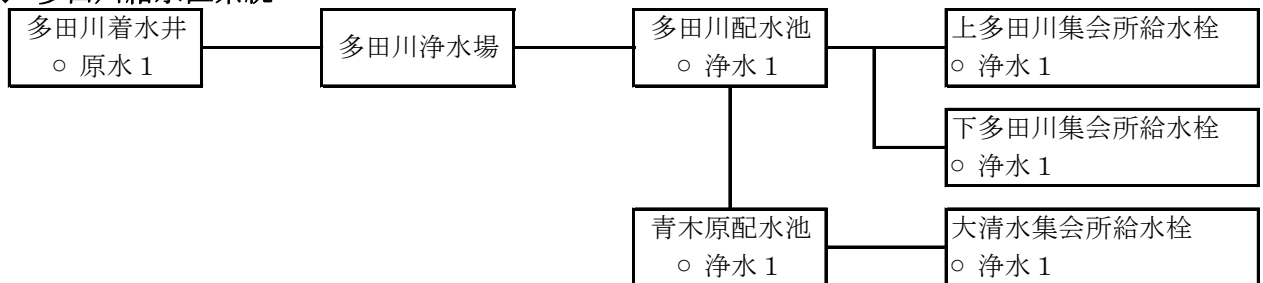 多田川着水井
○ 原水１
多田川浄水場
多田川配水池
○ 浄水１
上多田川集会所給水栓
○ 浄水１
下多田川集会所給水栓
○ 浄水１
青木原配水池
○ 浄水１
大清水集会所給水栓
○ 浄水１